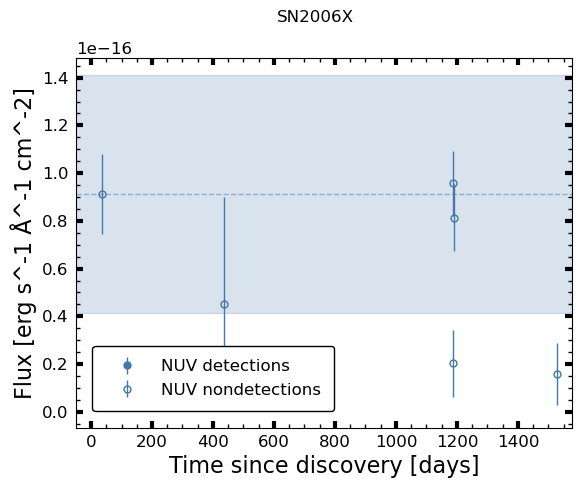 SN2006X
1e−16
Flux [erg s^-1 Å^-1 cm^-2]
1.4
1.2
1.0
0.8
0.6
0.4
0.2
0.0
NUV detections
NUV nondetections
0 200 400 600 800 1000 1200 1400
Time since discovery [days]